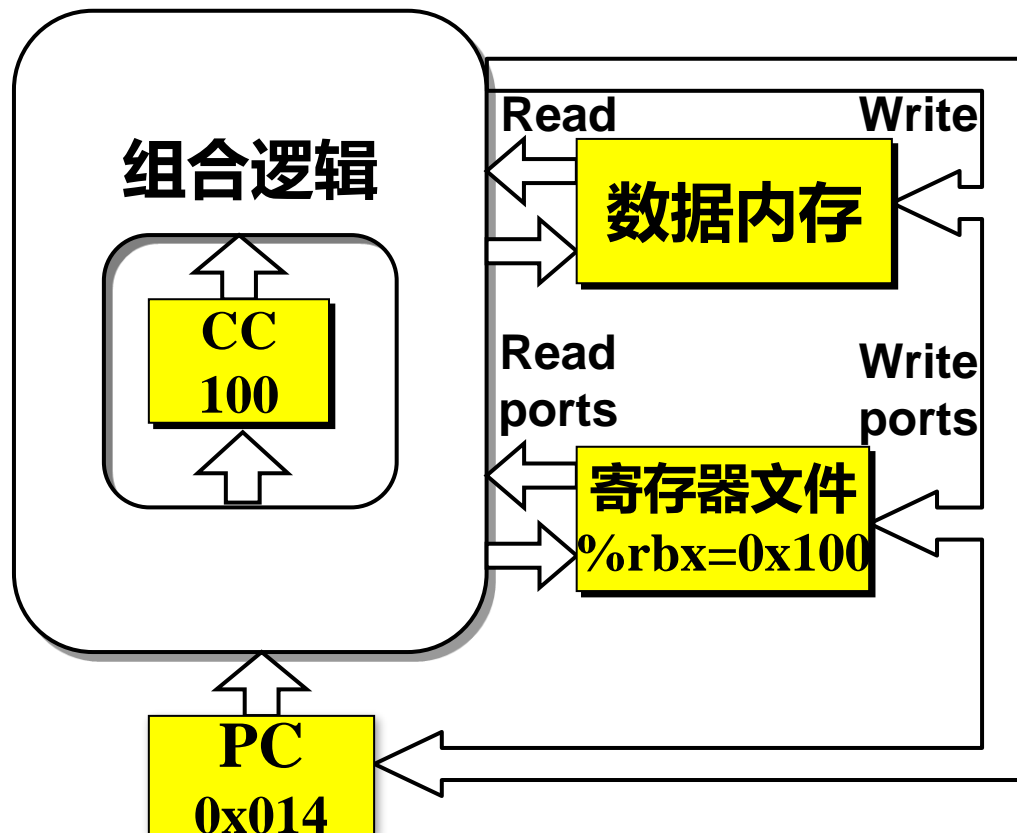 Read
Write
组合逻辑
数据内存
CC
100
Read
ports
Write
ports
寄存器文件
%rbx=0x100
PC
0x014